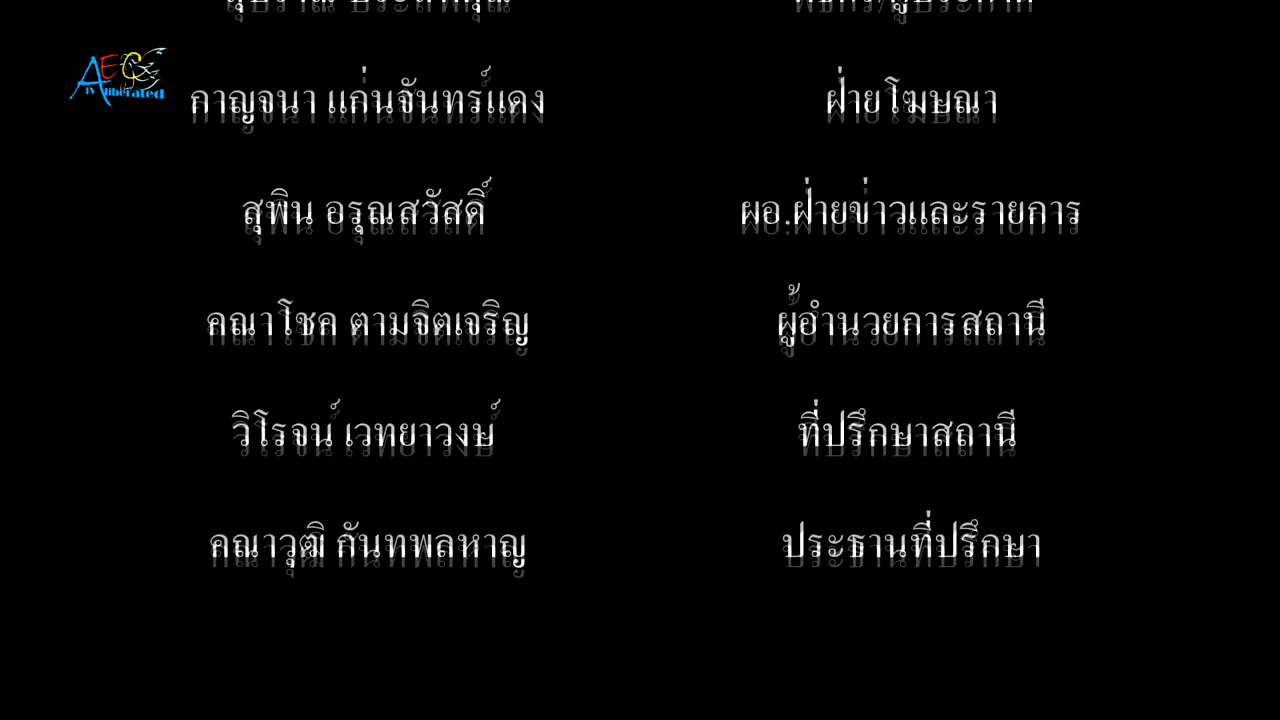 AEC
TV liberated
กาญจนา แก่นจันทร์แดง ฝ่ายโฆษณา
สุพิน อรุณสวัสดิ์ ผอ.ฝ่ายข่าวและรายการ
คณาโชค ตามจิตเจริญ ผู้อำนวยการสถานี
วิโรจน์ เวทยาวงษ์ ที่ปรึกษาสถานี
คณาวุฒิ กันทพลหาญ ประธานที่ปรึกษา